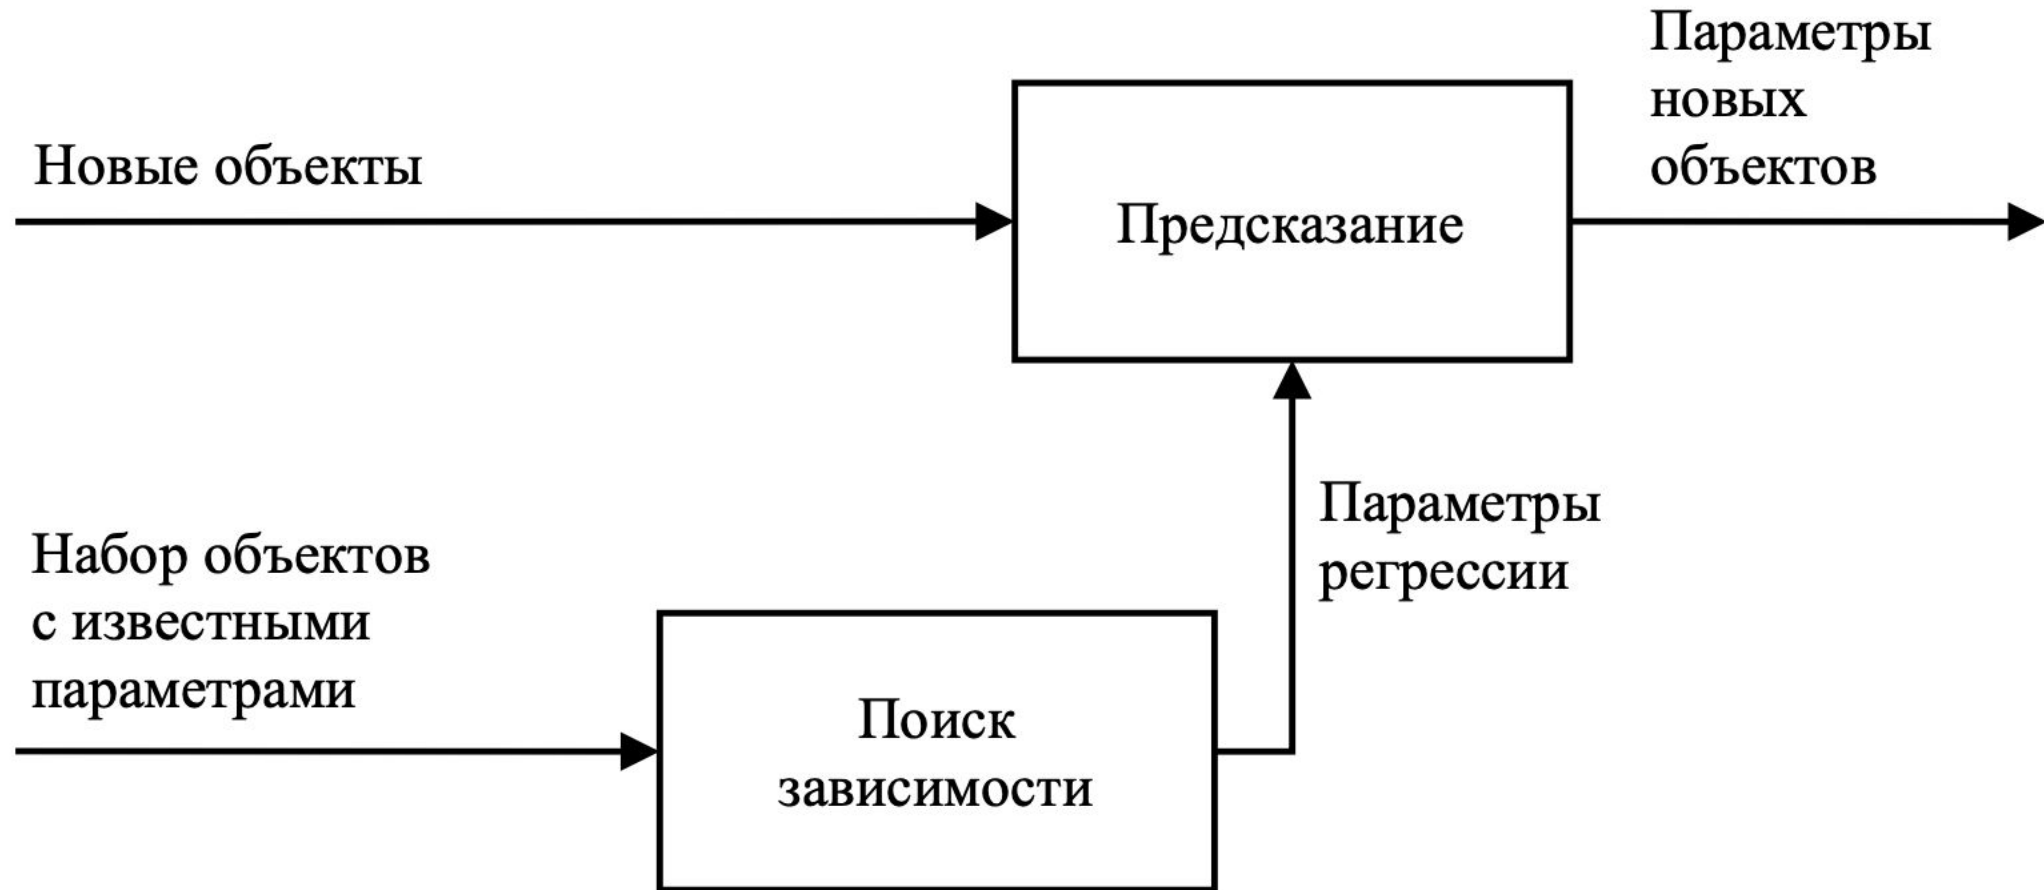 Параметры
новых
объектов
Новые объекты
Предсказание
Параметры
регрессии
Набор объектов
с известными
параметрами
Поиск
зависимости